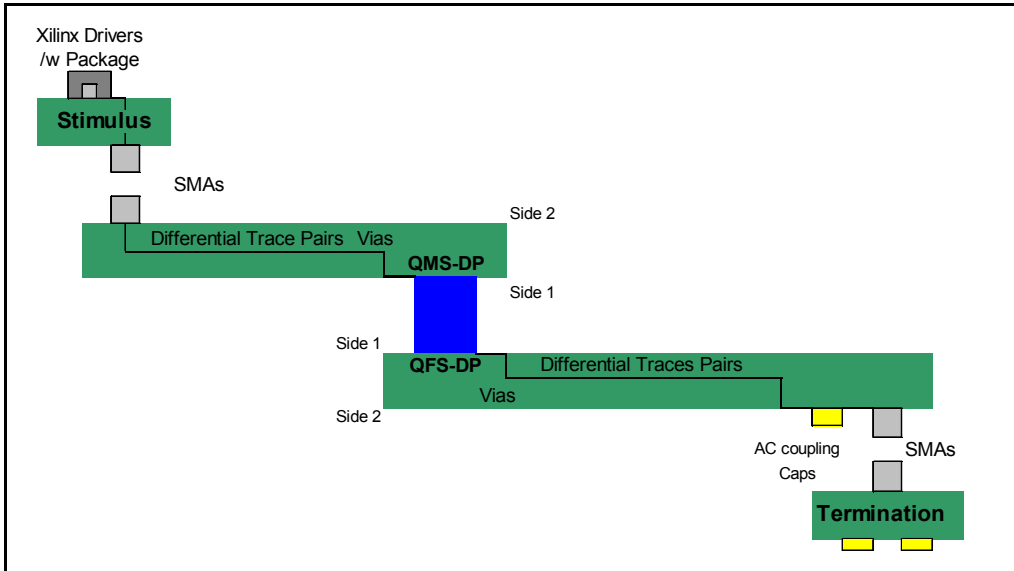 Xilinx Drivers
/w Package
Stimulus
SMAs
Side 2
Differential Trace Pairs Vias
QMS-DP
Side 1
Side 1
QFS-DP
Differential Traces Pairs
Vias
Side 2
AC coupling
Caps
SMAs
Termination